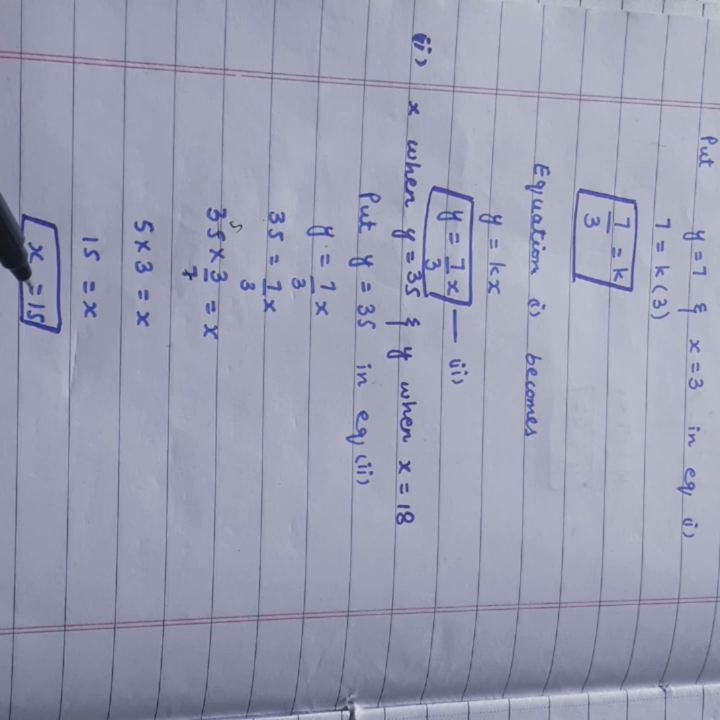 Put y = 7 & x = 3 in eq (i)
7 = k(3)
7/3 = k
Equation (i) becomes
y = kx
y = 7/3 x — (ii)
(ii) x when y = 35 & y when x = 18
Put y = 35 in eq (ii)
y = 7/3 x
35 = 7/3 x
5
35 × 3/7 = x
5 × 3 = x
15 = x
x = 15